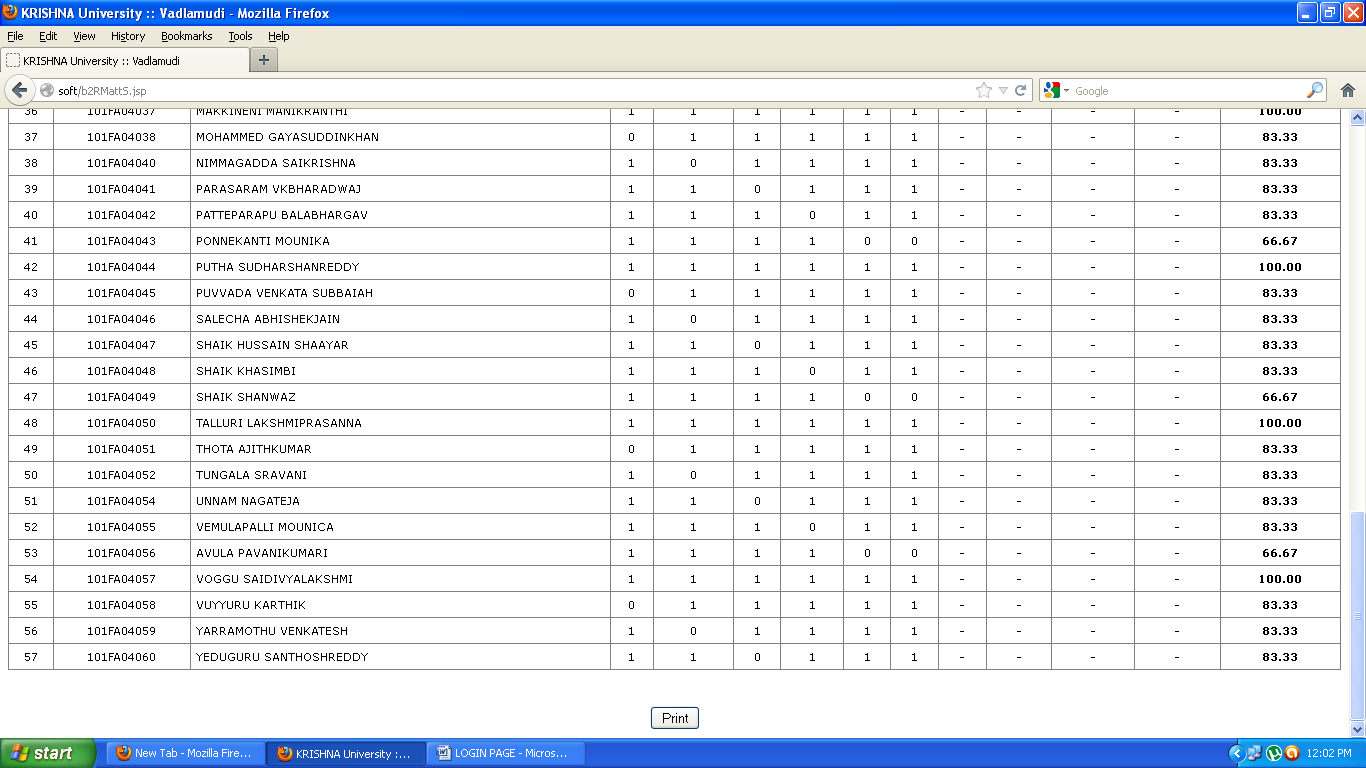 KRISHNA University :: Vadlamudi - Mozilla Firefox
File Edit View History Bookmarks Tools Help
KRISHNA University :: Vadlamudi +
soft/b2RMattS.jsp Google
36 101FA04037 MAKKINENI MANIKRANTHI 1 1 1 1 1 1 - - - - 100.00
37 101FA04038 MOHAMMED GAYASUDDINKHAN 0 1 1 1 1 1 - - - - 83.33
38 101FA04040 NIMMAGADDA SAIKRISHNA 1 0 1 1 1 1 - - - - 83.33
39 101FA04041 PARASARAM VKBHARADWAJ 1 1 0 1 1 1 - - - - 83.33
40 101FA04042 PATTEPARAPU BALABHARGAV 1 1 1 0 1 1 - - - - 83.33
41 101FA04043 PONNEKANTI MOUNIKA 1 1 1 1 0 0 - - - - 66.67
42 101FA04044 PUTHA SUDHARSHANREDDY 1 1 1 1 1 1 - - - - 100.00
43 101FA04045 PUVVADA VENKATA SUBBAIAH 0 1 1 1 1 1 - - - - 83.33
44 101FA04046 SALECHA ABHISHEKJAIN 1 0 1 1 1 1 - - - - 83.33
45 101FA04047 SHAIK HUSSAIN SHAAYAR 1 1 0 1 1 1 - - - - 83.33
46 101FA04048 SHAIK KHASIMBI 1 1 1 0 1 1 - - - - 83.33
47 101FA04049 SHAIK SHANWAZ 1 1 1 1 0 0 - - - - 66.67
48 101FA04050 TALLURI LAKSHMIPRASANNA 1 1 1 1 1 1 - - - - 100.00
49 101FA04051 THOTA AJITHKUMAR 0 1 1 1 1 1 - - - - 83.33
50 101FA04052 TUNGALA SRAVANI 1 0 1 1 1 1 - - - - 83.33
51 101FA04054 UNNAM NAGATEJA 1 1 0 1 1 1 - - - - 83.33
52 101FA04055 VEMULAPALLI MOUNICA 1 1 1 0 1 1 - - - - 83.33
53 101FA04056 AVULA PAVANIKUMARI 1 1 1 1 0 0 - - - - 66.67
54 101FA04057 VOGGU SAIDIVYALAKSHMI 1 1 1 1 1 1 - - - - 100.00
55 101FA04058 VUYYURU KARTHIK 0 1 1 1 1 1 - - - - 83.33
56 101FA04059 YARRAMOTHU VENKATESH 1 0 1 1 1 1 - - - - 83.33
57 101FA04060 YEDUGURU SANTHOSHREDDY 1 1 0 1 1 1 - - - - 83.33
Print
start New Tab - Mozilla Fire... KRISHNA University :... LOGIN PAGE - Micros... 12:02 PM